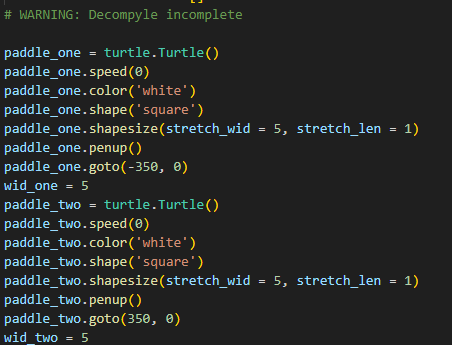 []
# WARNING: Decompyle incomplete
paddle_one = turtle.Turtle()
paddle_one.speed(0)
paddle_one.color('white')
paddle_one.shape('square')
paddle_one.shapesize(stretch_wid = 5, stretch_len = 1)
paddle_one.penup()
paddle_one.goto(-350, 0)
wid_one = 5
paddle_two = turtle.Turtle()
paddle_two.speed(0)
paddle_two.color('white')
paddle_two.shape('square')
paddle_two.shapesize(stretch_wid = 5, stretch_len = 1)
paddle_two.penup()
paddle_two.goto(350, 0)
wid_two = 5